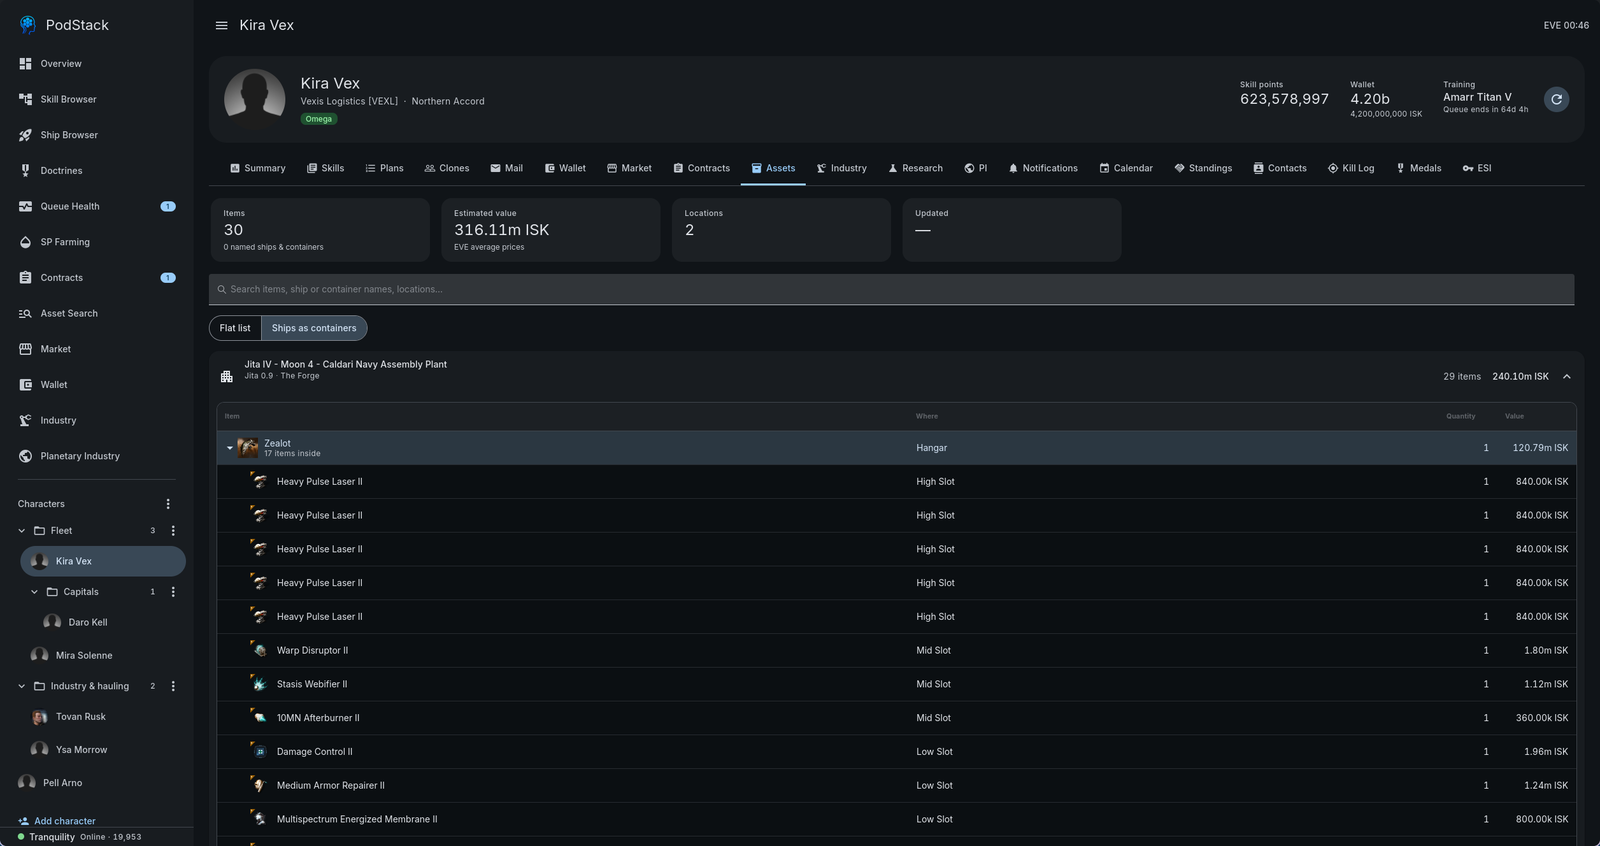 PodStack
Overview
Skill Browser
Ship Browser
Doctrines
Queue Health 1
SP Farming
Contracts 1
Asset Search
Market
Wallet
Industry
Planetary Industry
Characters
Fleet 3
Kira Vex
Capitals 1
Daro Kell
Mira Solenne
Industry & hauling 2
Tovan Rusk
Ysa Morrow
Pell Arno
Add character
Tranquility Online · 19,953
Kira Vex
EVE 00:46
Kira Vex
Vexis Logistics [VEXL] · Northern Accord
Omega
Skill points
623,578,997
Wallet
4.20b
4,200,000,000 ISK
Training
Amarr Titan V
Queue ends in 64d 4h
Summary Skills Plans Clones Mail Wallet Market Contracts Assets Industry Research PI Notifications Calendar Standings Contacts Kill Log Medals ESI
Items
30
0 named ships & containers
Estimated value
316.11m ISK
EVE average prices
Locations
2
Updated
—
Search items, ship or container names, locations...
Flat list Ships as containers
Jita IV - Moon 4 - Caldari Navy Assembly Plant
Jita 0.9 · The Forge
29 items 240.10m ISK
Item Where Quantity Value
Zealot
17 items inside
Hangar 1 120.79m ISK
Heavy Pulse Laser II High Slot 1 840.00k ISK
Heavy Pulse Laser II High Slot 1 840.00k ISK
Heavy Pulse Laser II High Slot 1 840.00k ISK
Heavy Pulse Laser II High Slot 1 840.00k ISK
Heavy Pulse Laser II High Slot 1 840.00k ISK
Warp Disruptor II Mid Slot 1 1.80m ISK
Stasis Webifier II Mid Slot 1 1.12m ISK
10MN Afterburner II Mid Slot 1 360.00k ISK
Damage Control II Low Slot 1 1.96m ISK
Medium Armor Repairer II Low Slot 1 1.24m ISK
Multispectrum Energized Membrane II Low Slot 1 800.00k ISK